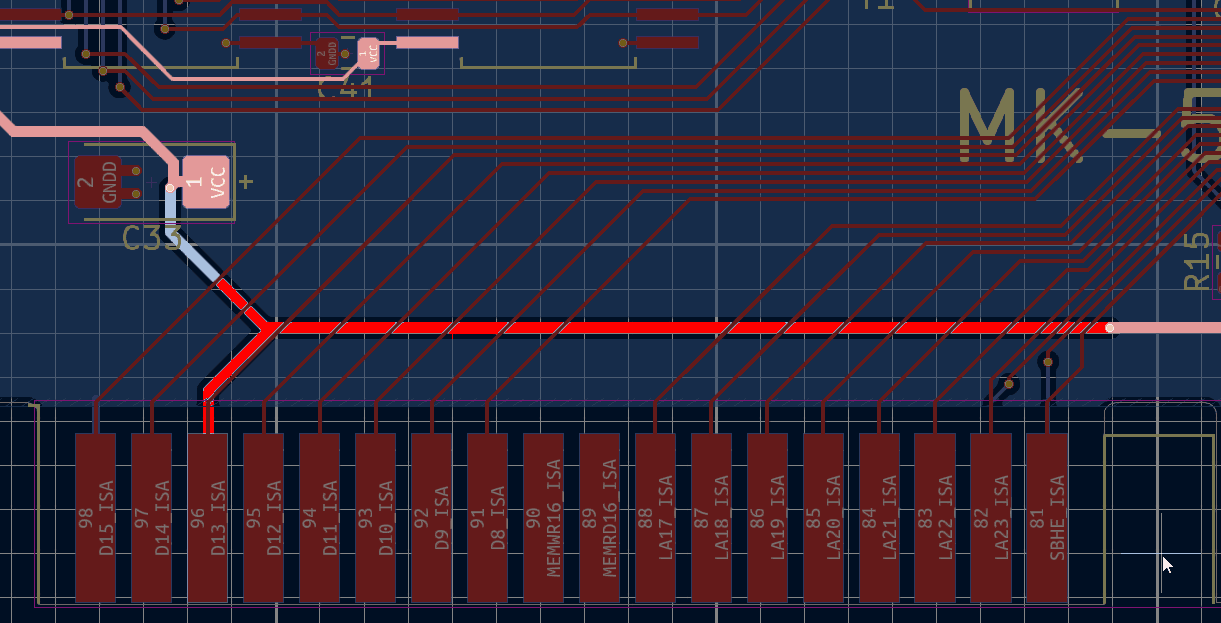 2
GNDD
1
VCC
C41
MK
2
GNDD
1
VCC
+
C33
R15
98
D15_ISA
97
D14_ISA
96
D13_ISA
95
D12_ISA
94
D11_ISA
93
D10_ISA
92
D9_ISA
91
D8_ISA
90
MEMWR16_ISA
89
MEMRD16_ISA
88
LA17_ISA
87
LA18_ISA
86
LA19_ISA
85
LA20_ISA
84
LA21_ISA
83
LA22_ISA
82
LA23_ISA
81
SBHE_ISA